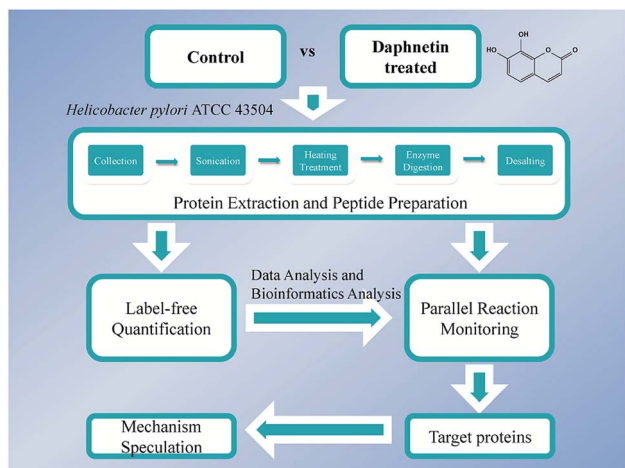 Control
vs
Daphnetin
treated
OH
HO
O
O
Helicobacter pylori ATCC 43504
Collection
Sonication
Heating
Treatment
Enzyme
Digestion
Desalting
Protein Extraction and Peptide Preparation
Data Analysis and
Bioinformatics Analysis
Label-free
Quantification
Parallel Reaction
Monitoring
Mechanism
Speculation
Target proteins